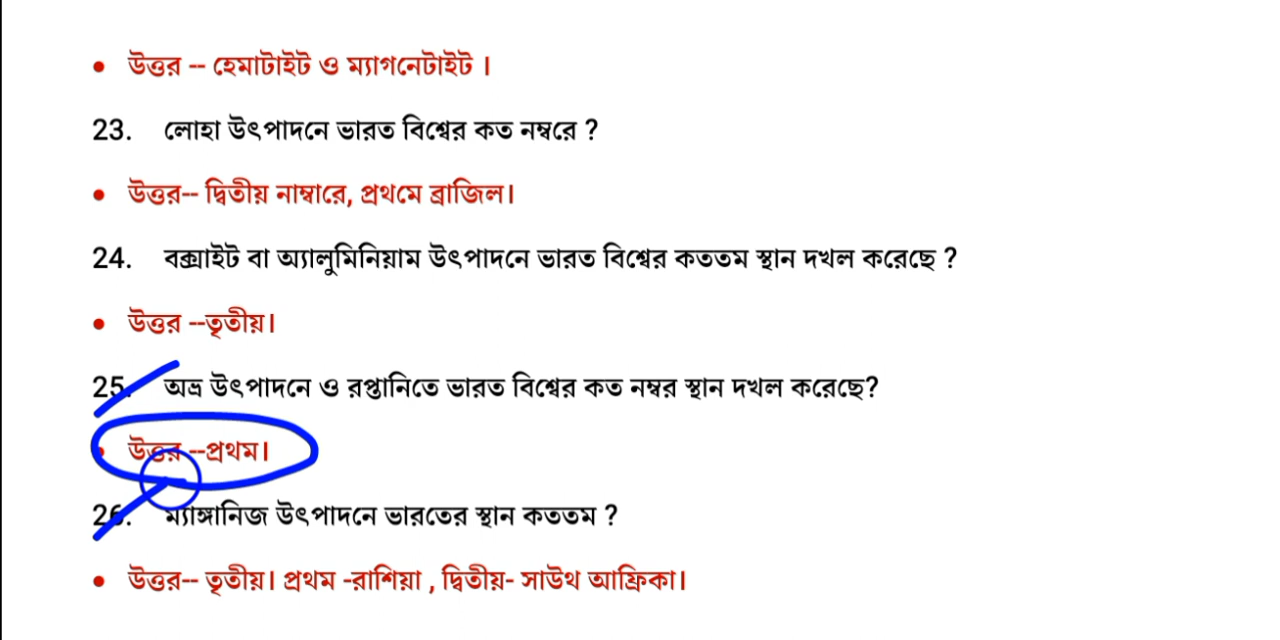 • উত্তর -- হেমাটাইট ও ম্যাগনেটাইট ।
23. লোহা উৎপাদনে ভারত বিশ্বের কত নম্বরে ?
• উত্তর-- দ্বিতীয় নাম্বারে, প্রথমে ব্রাজিল।
24. বক্সাইট বা অ্যালুমিনিয়াম উৎপাদনে ভারত বিশ্বের কততম স্থান দখল করেছে ?
• উত্তর --তৃতীয়।
25. অভ্র উৎপাদনে ও রপ্তানিতে ভারত বিশ্বের কত নম্বর স্থান দখল করেছে?
• উত্তর --প্রথম।
26. ম্যাঙ্গানিজ উৎপাদনে ভারতের স্থান কততম ?
• উত্তর-- তৃতীয়। প্রথম -রাশিয়া , দ্বিতীয়- সাউথ আফ্রিকা।